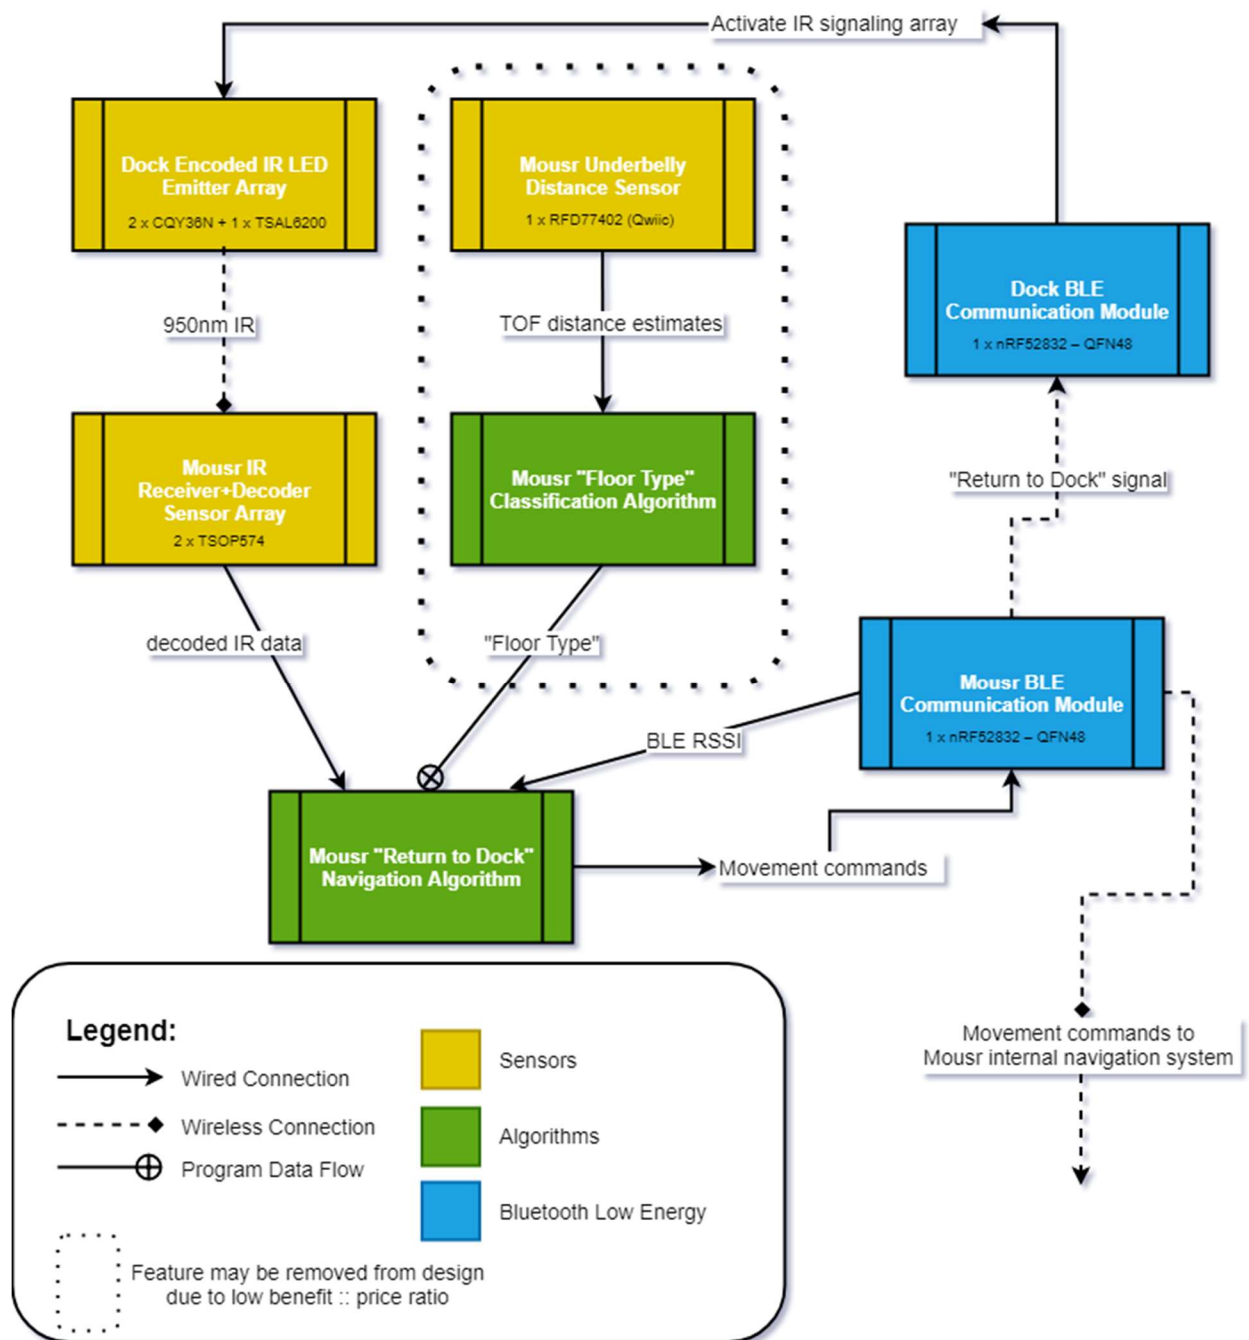 Activate IR signaling array
Dock Encoded IR LED
Emitter Array
2 x CQY36N + 1 x TSAL6200
Mousr Underbelly
Distance Sensor
1 x RFD77402 (Qwiic)
Dock BLE
Communication Module
1 x nRF52832 – QFN48
950nm IR
TOF distance estimates
Mousr IR
Receiver+Decoder
Sensor Array
2 x TSOP574
Mousr "Floor Type"
Classification Algorithm
"Return to Dock" signal
decoded IR data
"Floor Type"
Mousr BLE
Communication Module
1 x nRF52832 – QFN48
BLE RSSI
Mousr "Return to Dock"
Navigation Algorithm
Movement commands
Movement commands to
Mousr internal navigation system
Legend:
Wired Connection
Wireless Connection
Program Data Flow
Sensors
Algorithms
Bluetooth Low Energy
Feature may be removed from design
due to low benefit :: price ratio